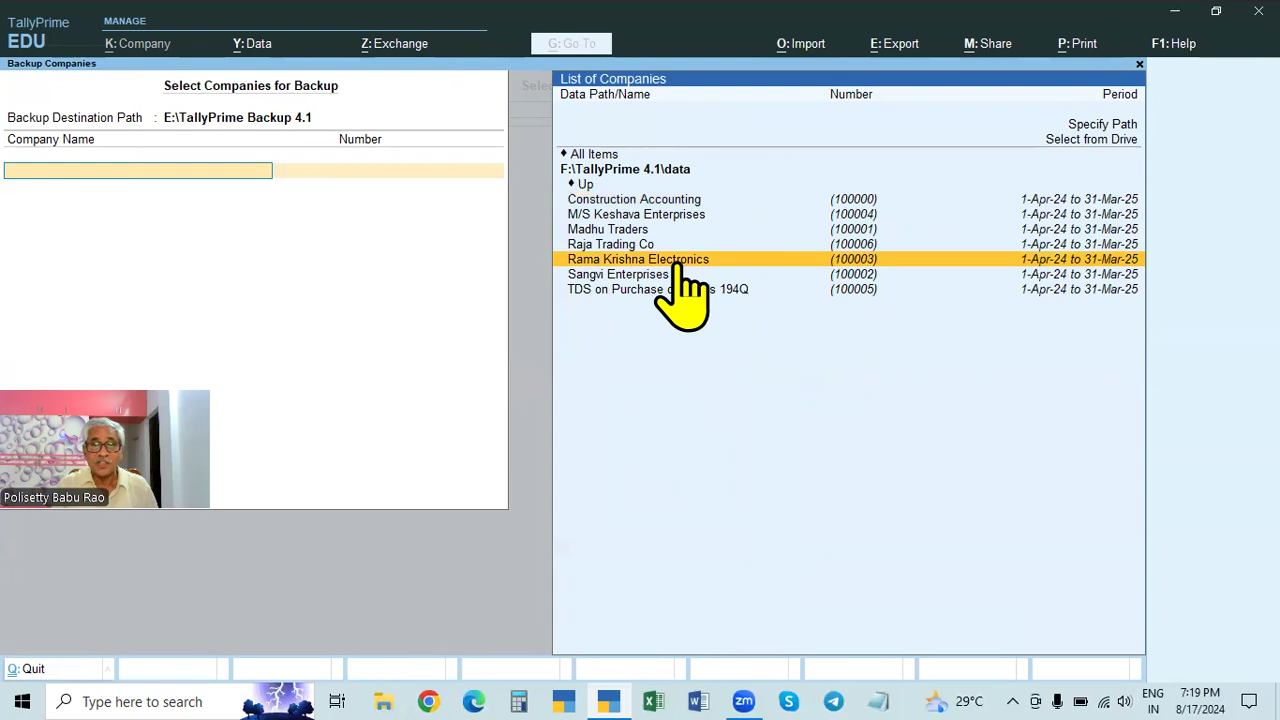 TallyPrime
MANAGE
EDU
K:Company
Y:Data
Z:Exchange
G:Go To
O:Import
E:Export
M:Share
P:Print
F1:Help
Backup Companies
Select Companies for Backup
Backup Destination Path : E:\TallyPrime Backup 4.1
Company Name Number
List of Companies
Data Path/Name Number Period
Specify Path
Select from Drive
All Items
F:\TallyPrime 4.1\data
Up
Construction Accounting (100000) 1-Apr-24 to 31-Mar-25
M/S Keshava Enterprises (100004) 1-Apr-24 to 31-Mar-25
Madhu Traders (100001) 1-Apr-24 to 31-Mar-25
Raja Trading Co (100006) 1-Apr-24 to 31-Mar-25
Rama Krishna Electronics (100003) 1-Apr-24 to 31-Mar-25
Sangvi Enterprises (100002) 1-Apr-24 to 31-Mar-25
TDS on Purchase 194Q (100005) 1-Apr-24 to 31-Mar-25
Polisetty Babu Rao
Q:Quit
Type here to search
29°C
ENG
IN
7:19 PM
8/17/2024